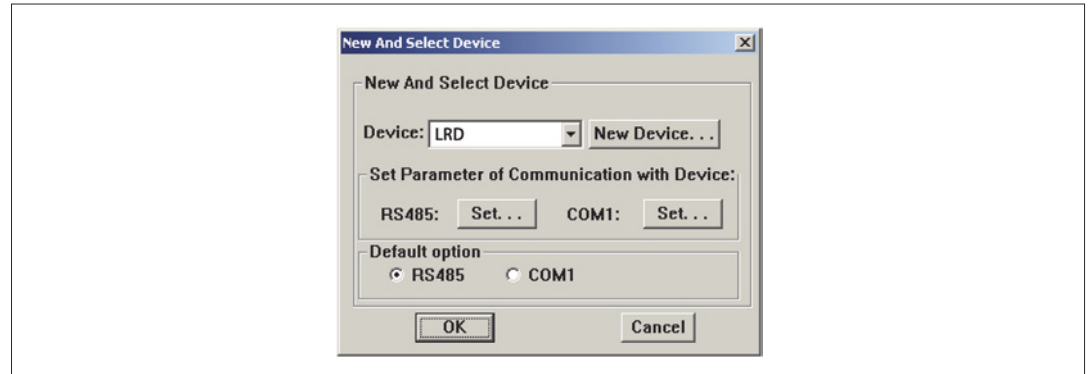 New And Select Device
New And Select Device
Device: LRD New Device. . .
Set Parameter of Communication with Device:
RS485: Set. . . COM1: Set. . .
Default option
RS485 COM1
OK Cancel